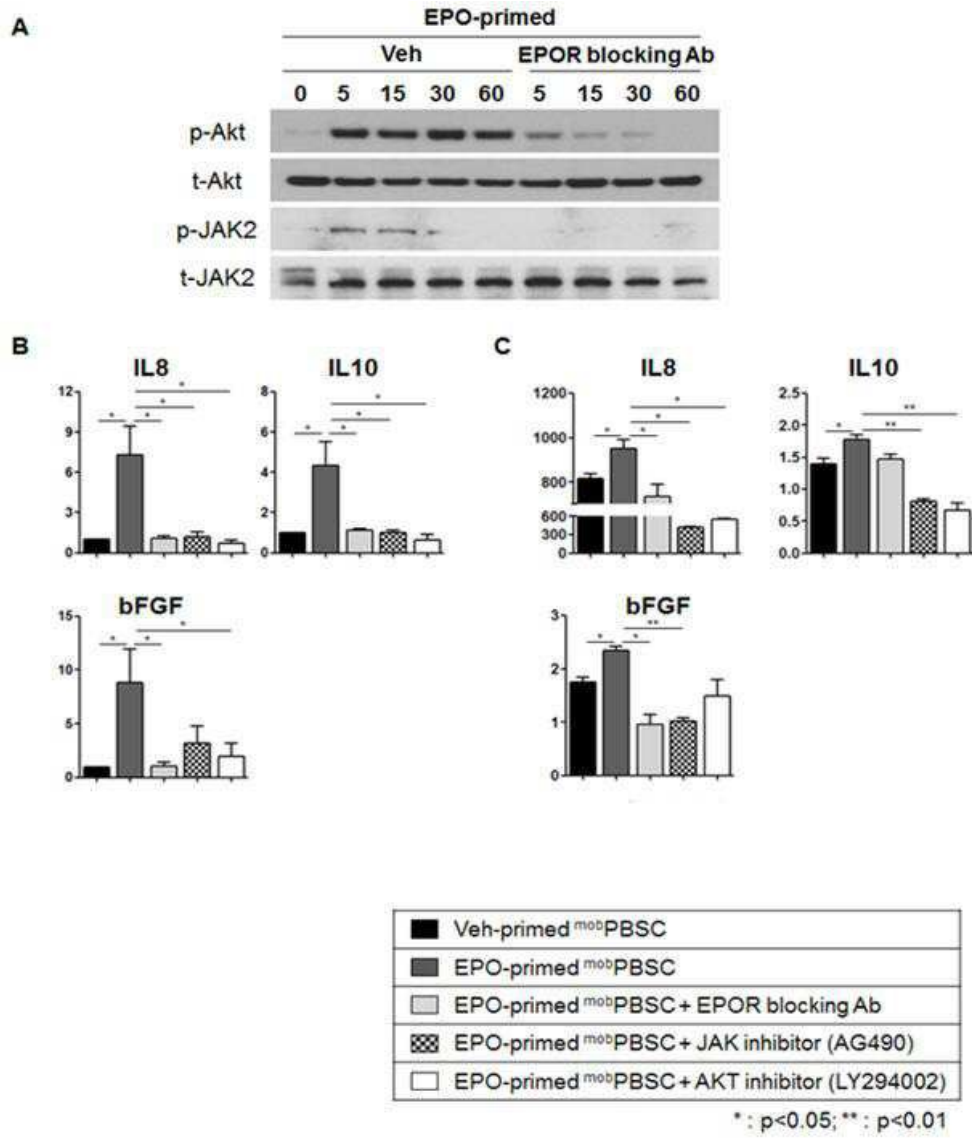 A
EPO-primed
Veh EPOR blocking Ab
0 5 15 30 60 5 15 30 60
p-Akt
t-Akt
p-JAK2
t-JAK2
B
IL8
12
9
6
3
0
* * * *
IL10
8
6
4
2
0
* * * *
bFGF
15
10
5
0
* * *
C
IL8
1200
1000
800
600
300
0
* * * *
IL10
2.5
2.0
1.5
1.0
0.5
0.0
* ** **
bFGF
3
2
1
0
* * **
Veh-primed mobPBSC
EPO-primed mobPBSC
EPO-primed mobPBSC + EPOR blocking Ab
EPO-primed mobPBSC + JAK inhibitor (AG490)
EPO-primed mobPBSC + AKT inhibitor (LY294002)
* : p<0.05; ** : p<0.01